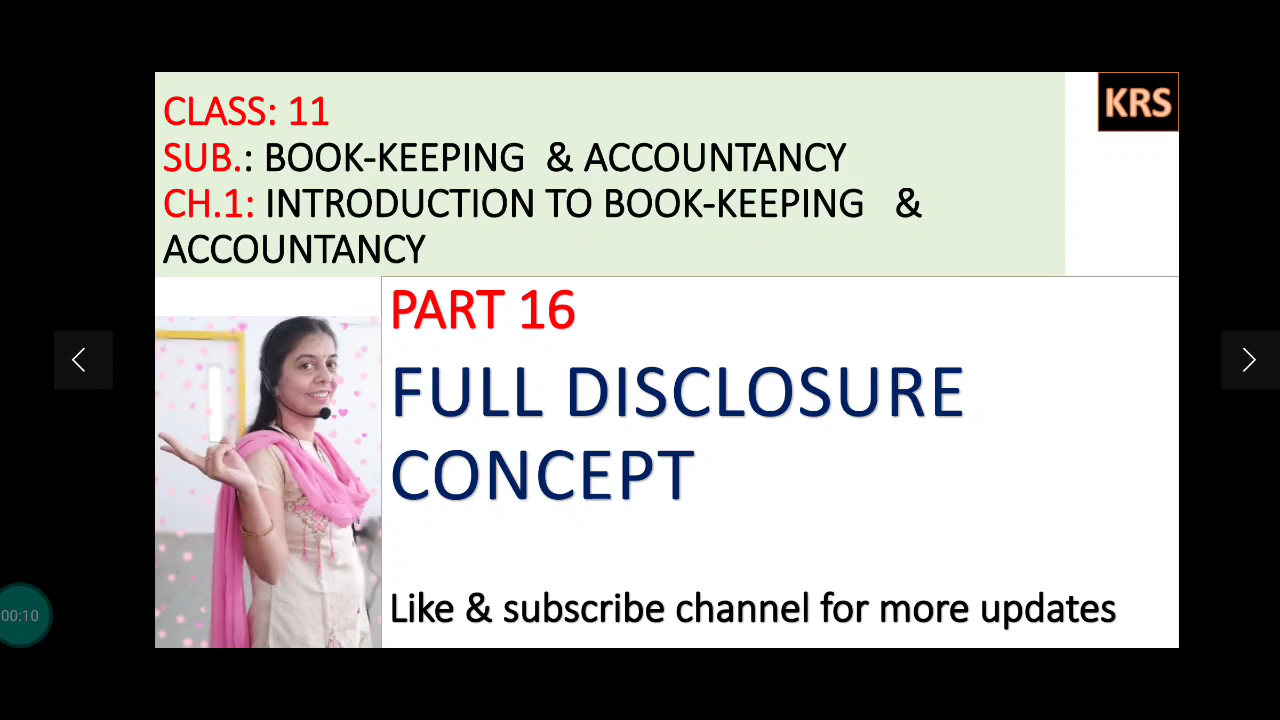 CLASS: 11
KRS
SUB.: BOOK-KEEPING & ACCOUNTANCY
CH.1: INTRODUCTION TO BOOK-KEEPING &
ACCOUNTANCY
PART 16
FULL DISCLOSURE
CONCEPT
Like & subscribe channel for more updates
00:10